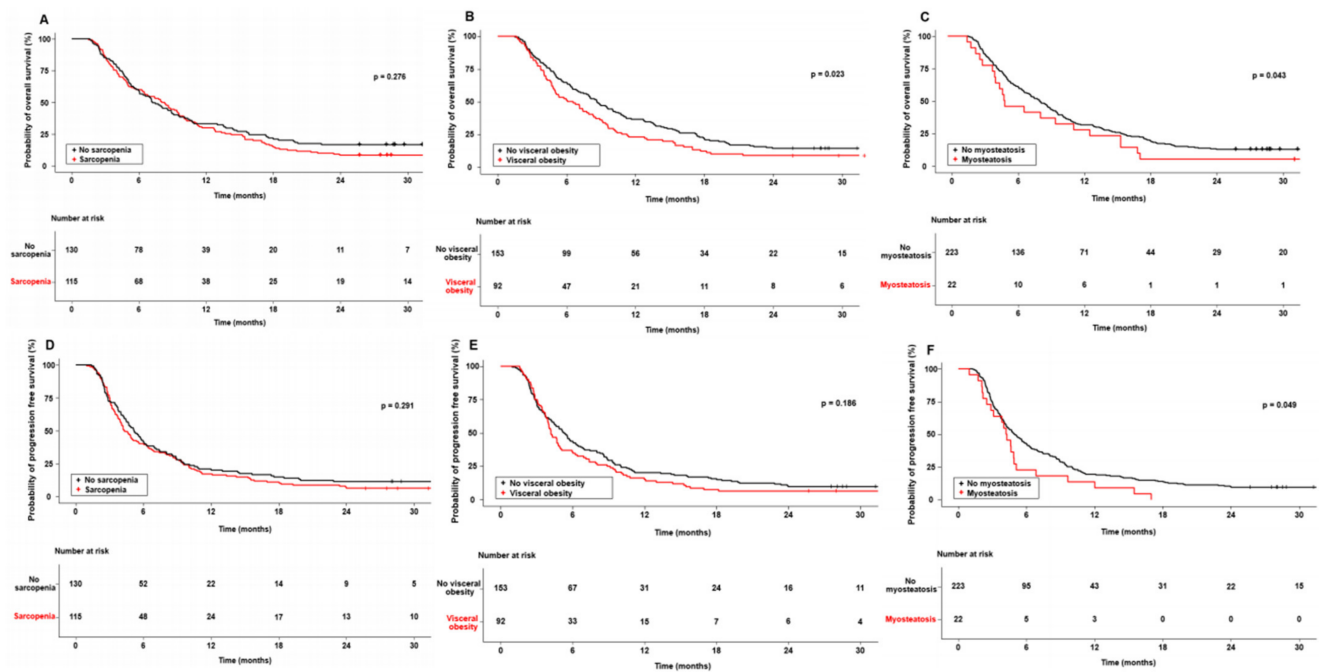 A
Probability of overall survival (%)
100
75
50
25
0
p = 0.276
No sarcopenia
Sarcopenia
0 6 12 18 24 30
Time (months)
Number at risk
No
sarcopenia
130 78 39 20 11 7
Sarcopenia 115 68 38 25 19 14
0 6 12 18 24 30
Time (months)
B
Probability of overall survival (%)
100
75
50
25
0
p = 0.023
No visceral obesity
Visceral obesity
0 6 12 18 24 30
Time (months)
Number at risk
No visceral
obesity
153 99 56 34 22 15
Visceral
obesity
92 47 21 11 8 6
0 6 12 18 24 30
Time (months)
C
Probability of overall survival (%)
100
75
50
25
0
p = 0.043
No myosteatosis
Myosteatosis
0 6 12 18 24 30
Time (months)
Number at risk
No
myosteatosis
223 136 71 44 29 20
Myosteatosis 22 10 6 1 1 1
0 6 12 18 24 30
Time (months)
D
Probability of progression free survival (%)
100
75
50
25
0
p = 0.291
No sarcopenia
Sarcopenia
0 6 12 18 24 30
Time (months)
Number at risk
No
sarcopenia
130 52 22 14 9 5
Sarcopenia 115 48 24 17 13 10
0 6 12 18 24 30
Time (months)
E
Probability of progression free survival (%)
100
75
50
25
0
p = 0.186
No visceral obesity
Visceral obesity
0 6 12 18 24 30
Time (months)
Number at risk
No visceral
obesity
153 67 31 24 16 11
Visceral
obesity
92 33 15 7 6 4
0 6 12 18 24 30
Time (months)
F
Probability of progression free survival (%)
100
75
50
25
0
p = 0.049
No myosteatosis
Myosteatosis
0 6 12 18 24 30
Time (months)
Number at risk
No
myosteatosis
223 95 43 31 22 15
Myosteatosis 22 5 3 0 0 0
0 6 12 18 24 30
Time (months)